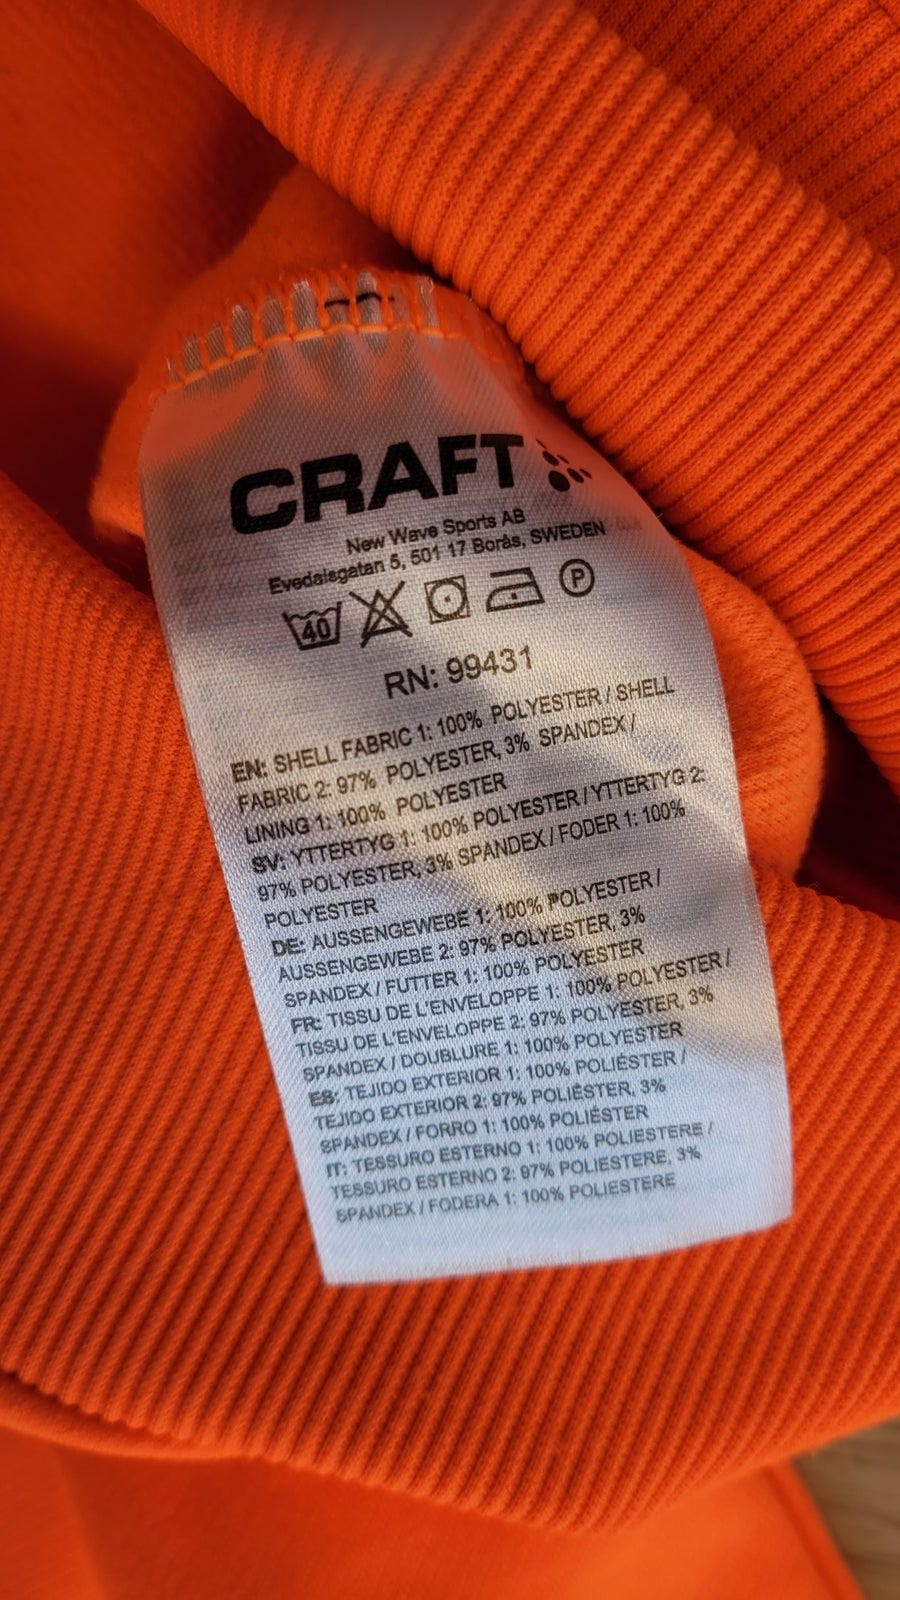 CRAFT
New Wave Sports AB
Evedalsgatan 5, 501 17 Borås, SWEDEN
40 P
RN: 99431
EN: SHELL FABRIC 1: 100% POLYESTER / SHELL
FABRIC 2: 97% POLYESTER, 3% SPANDEX /
LINING 1: 100% POLYESTER
SV: YTTERTYG 1: 100% POLYESTER / YTTERTYG 2:
97% POLYESTER, 3% SPANDEX / FODER 1: 100%
POLYESTER
DE: AUSSENGEWEBE 1: 100% POLYESTER /
AUSSENGEWEBE 2: 97% POLYESTER, 3%
SPANDEX / FUTTER 1: 100% POLYESTER
FR: TISSU DE L'ENVELOPPE 1: 100% POLYESTER /
TISSU DE L'ENVELOPPE 2: 97% POLYESTER, 3%
SPANDEX / DOUBLURE 1: 100% POLYESTER
ES: TEJIDO EXTERIOR 1: 100% POLIÉSTER /
TEJIDO EXTERIOR 2: 97% POLIÉSTER, 3%
SPANDEX / FORRO 1: 100% POLIÉSTER
IT: TESSURO ESTERNO 1: 100% POLIESTERE /
TESSURO ESTERNO 2: 97% POLIESTERE, 3%
SPANDEX / FODERA 1: 100% POLIESTERE